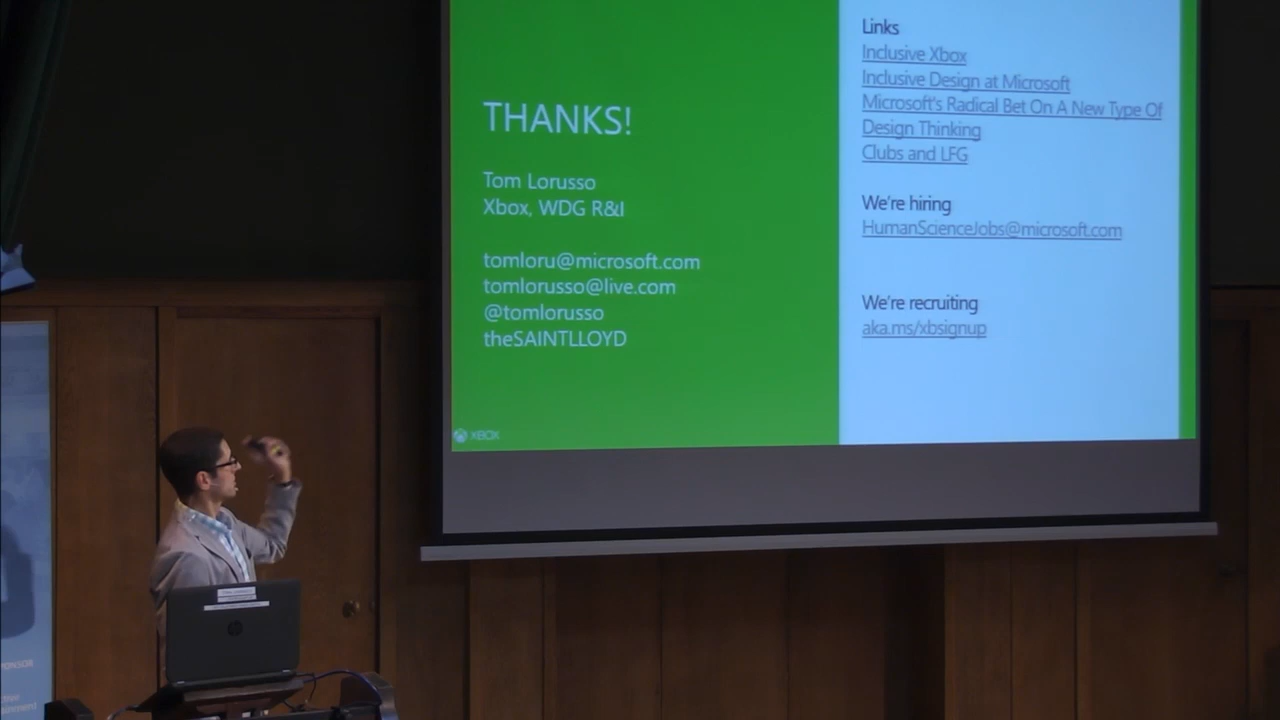 THANKS!
Tom Lorusso
Xbox, WDG R&I
tomloru@microsoft.com
tomlorusso@live.com
@tomlorusso
theSAINTLLOYD
XBOX
Links
Inclusive Xbox
Inclusive Design at Microsoft
Microsoft's Radical Bet On A New Type Of
Design Thinking
Clubs and LFG
We're hiring
HumanScienceJobs@microsoft.com
We're recruiting
aka.ms/xbsignup
hp